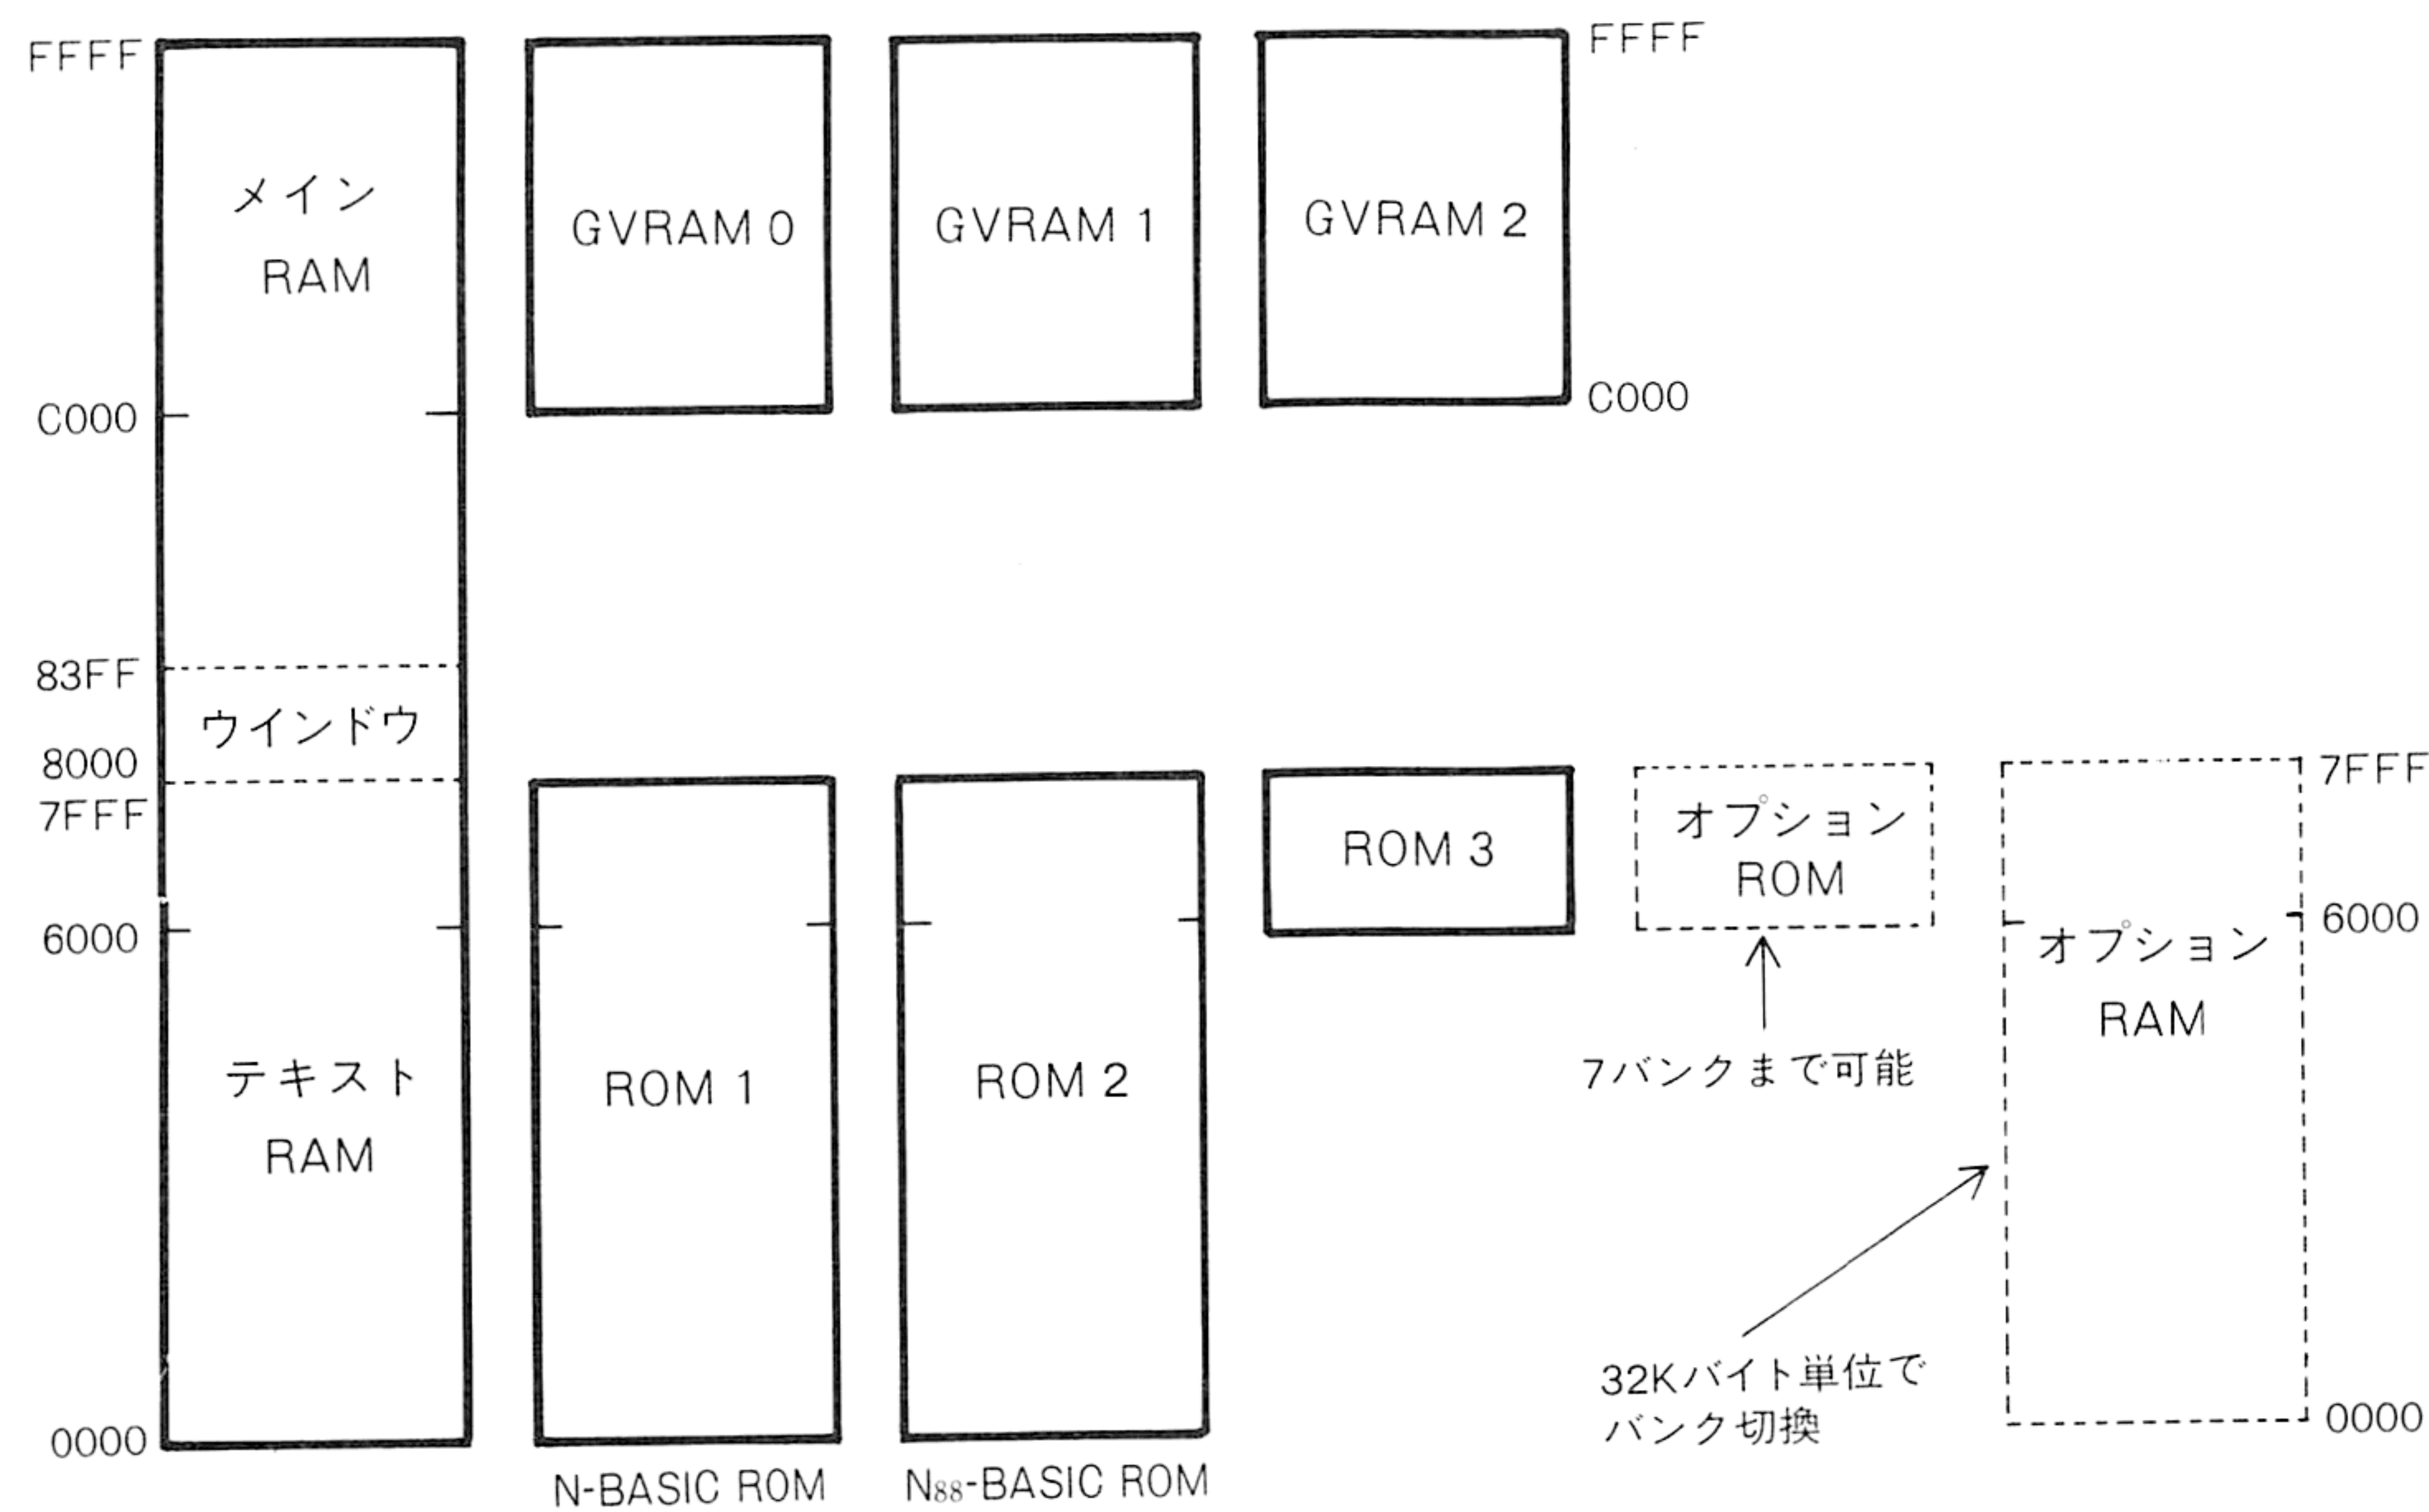 FFFF
メイン
RAM
C000
83FF
ウインドウ
8000
7FFF
6000
テキスト
RAM
0000
GVRAM 0
GVRAM 1
GVRAM 2
FFFF
C000
ROM 1
N-BASIC ROM
ROM 2
N88-BASIC ROM
ROM 3
オプション
ROM
7バンクまで可能
オプション
RAM
32Kバイト単位で
バンク切換
7FFF
6000
0000